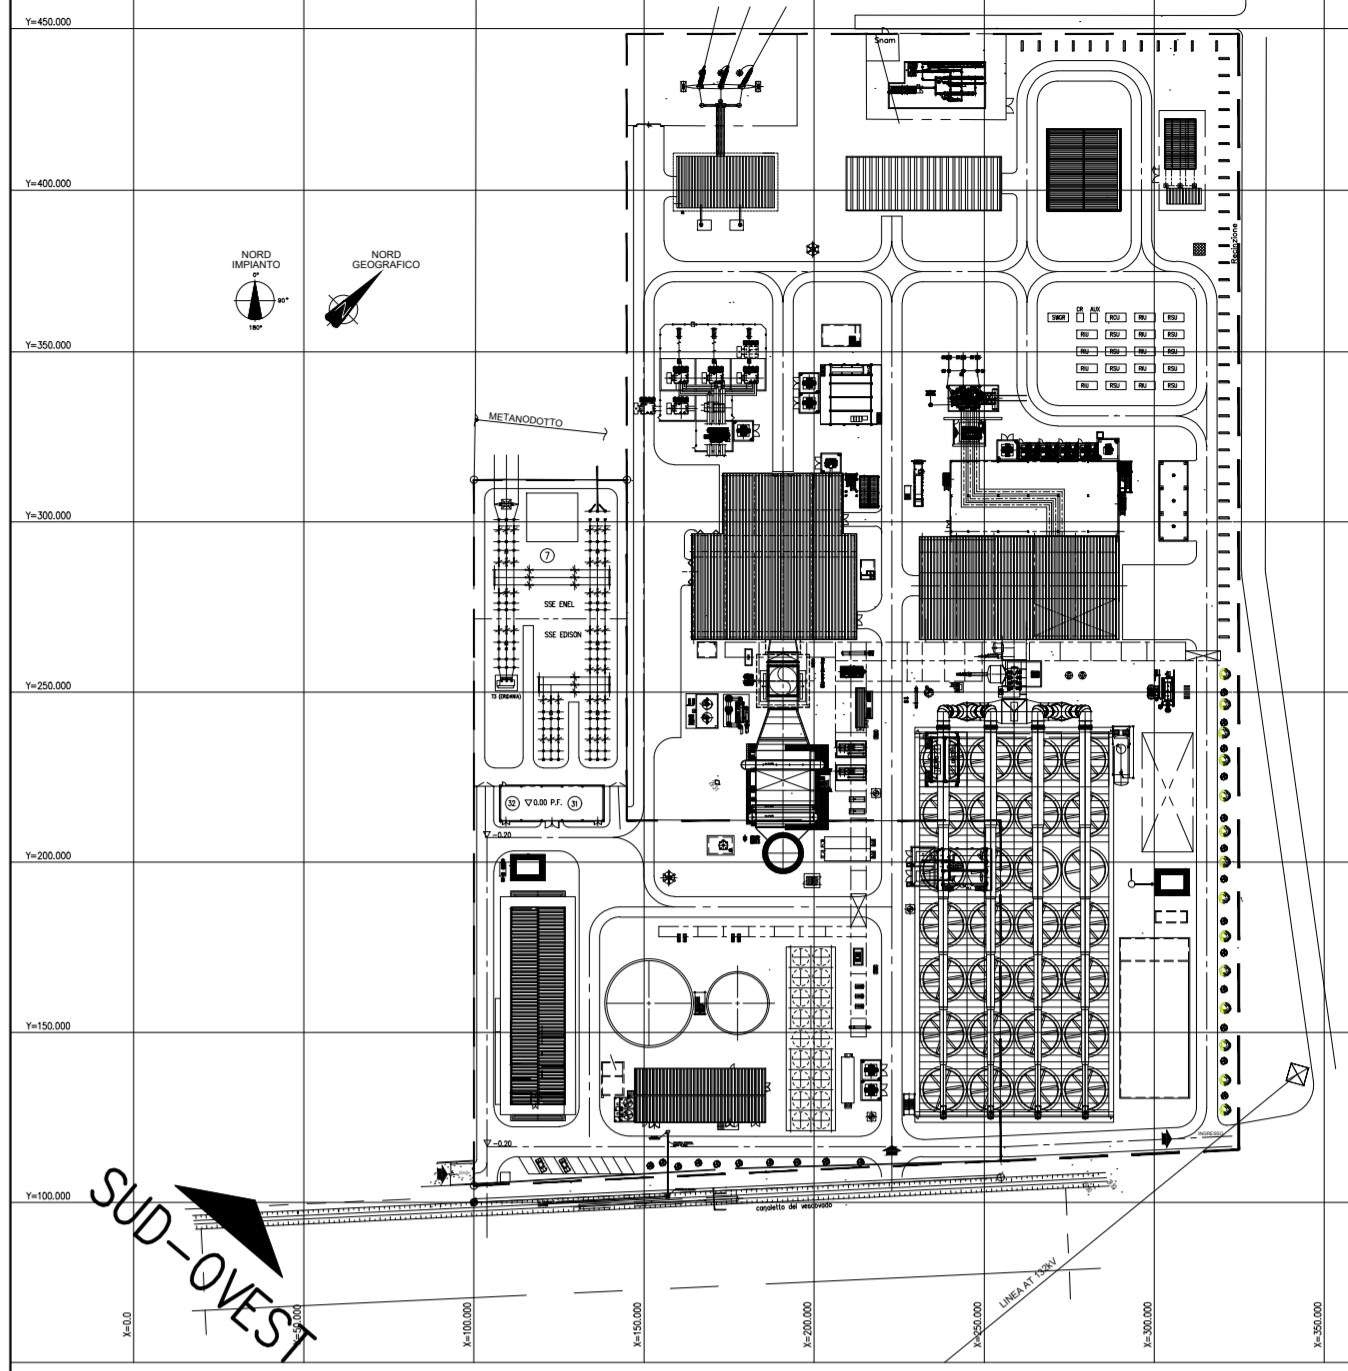 Y=450.000
Snom
Y=400.000
Recinzione
NORD
IMPIANTO
0°
90°
180°
NORD
GEOGRAFICO
SWGR
CR
AUX
RCU
RIU
RSU
RIU
RSU
RIU
RSU
RIU
RSU
RIU
RSU
RIU
RSU
RIU
RSU
RIU
RSU
RIU
RSU
Y=350.000
METANODOTTO
Y=300.000
7
SSE ENEL
SSE EDISON
Y=250.000
T3 (ERIDANIA)
32
0.00 P.F.
31
-0.20
Y=200.000
Y=150.000
-0.20
INGRESSO
Y=100.000
canaletto del vescovado
SUD-OVEST
LINEA AT 132kV
X=0.0
X=50.000
X=100.000
X=150.000
X=200.000
X=250.000
X=300.000
X=350.000